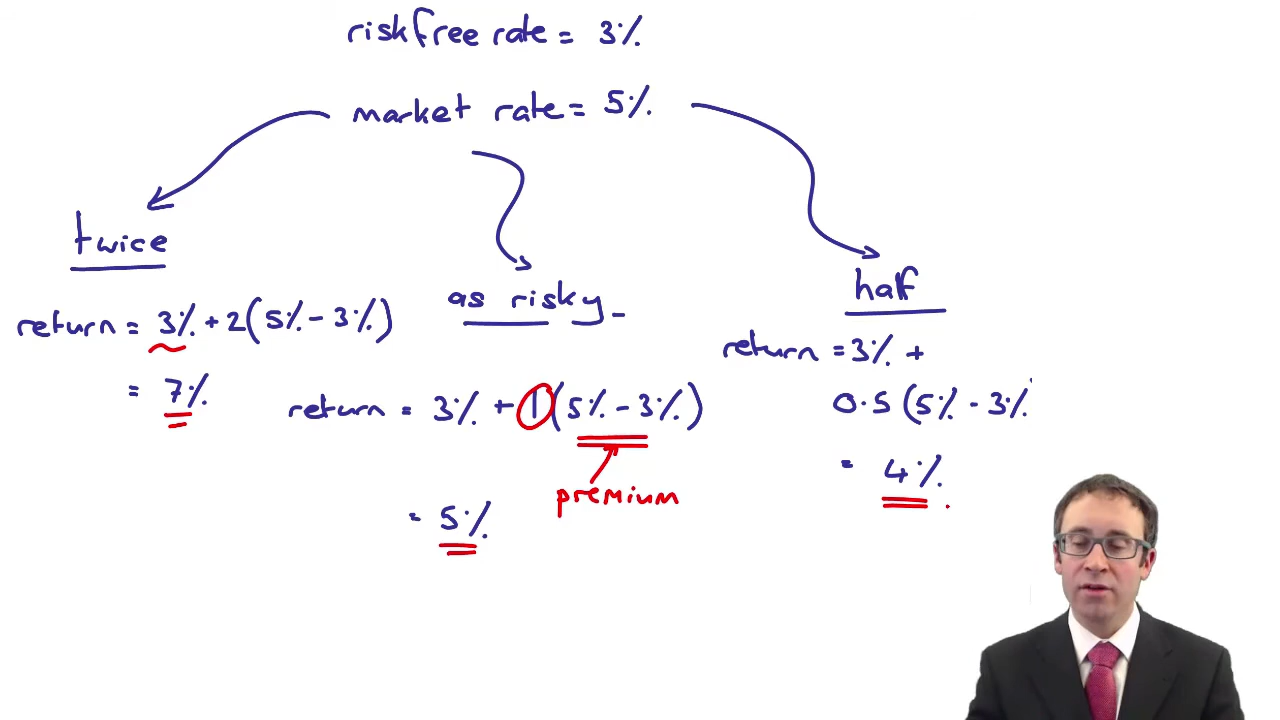 riskfree rate = 3%
market rate = 5%
twice
return = 3% + 2(5% - 3%)
= 7%
as risky
return = 3% + 1(5% - 3%)
premium
= 5%
half
return = 3% +
0.5 (5% - 3%
= 4%